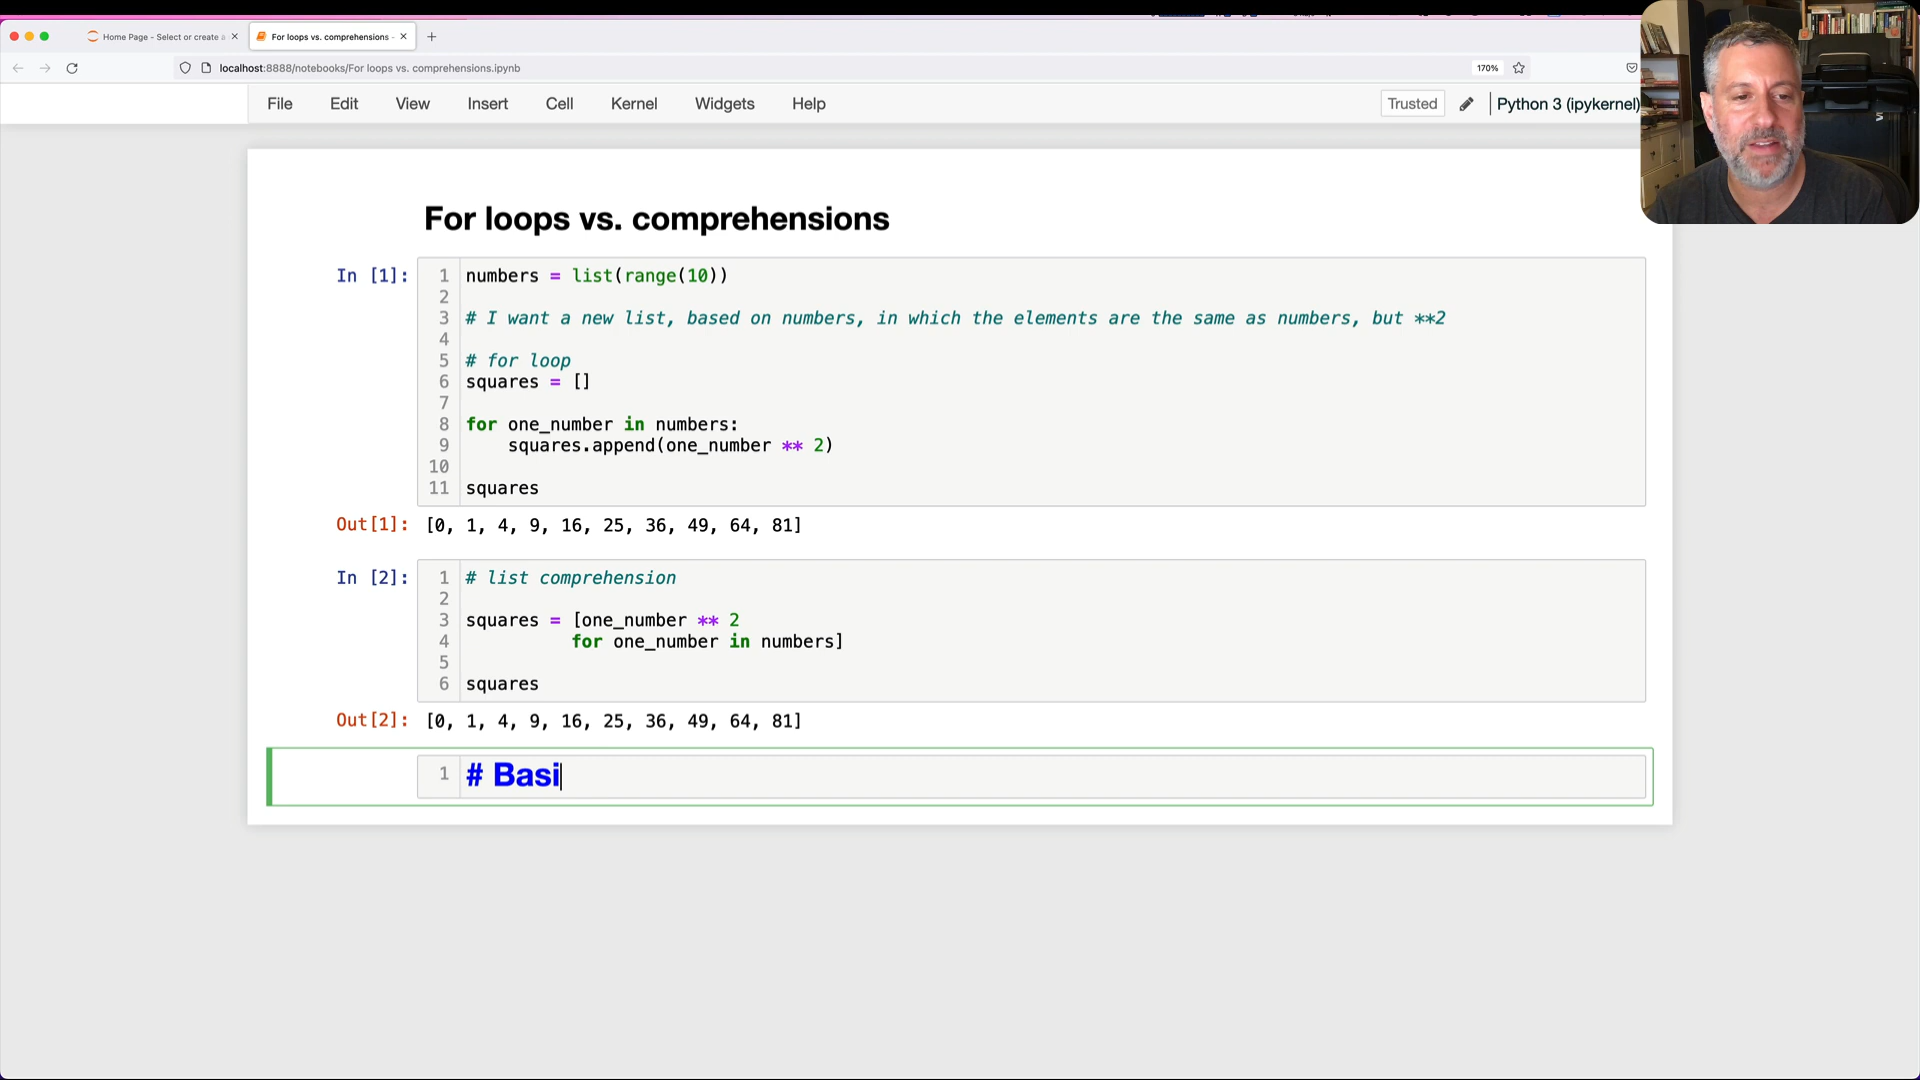 Home Page - Select or create a
For loops vs. comprehensions -
localhost:8888/notebooks/For loops vs. comprehensions.ipynb
170%
File Edit View Insert Cell Kernel Widgets Help
Trusted
Python 3 (ipykernel)
For loops vs. comprehensions
In [1]:
1 numbers = list(range(10))
2
3 # I want a new list, based on numbers, in which the elements are the same as numbers, but **2
4
5 # for loop
6 squares = []
7
8 for one_number in numbers:
9     squares.append(one_number ** 2)
10
11 squares
Out[1]: [0, 1, 4, 9, 16, 25, 36, 49, 64, 81]
In [2]:
1 # list comprehension
2
3 squares = [one_number ** 2
4           for one_number in numbers]
5
6 squares
Out[2]: [0, 1, 4, 9, 16, 25, 36, 49, 64, 81]
1 # Basi